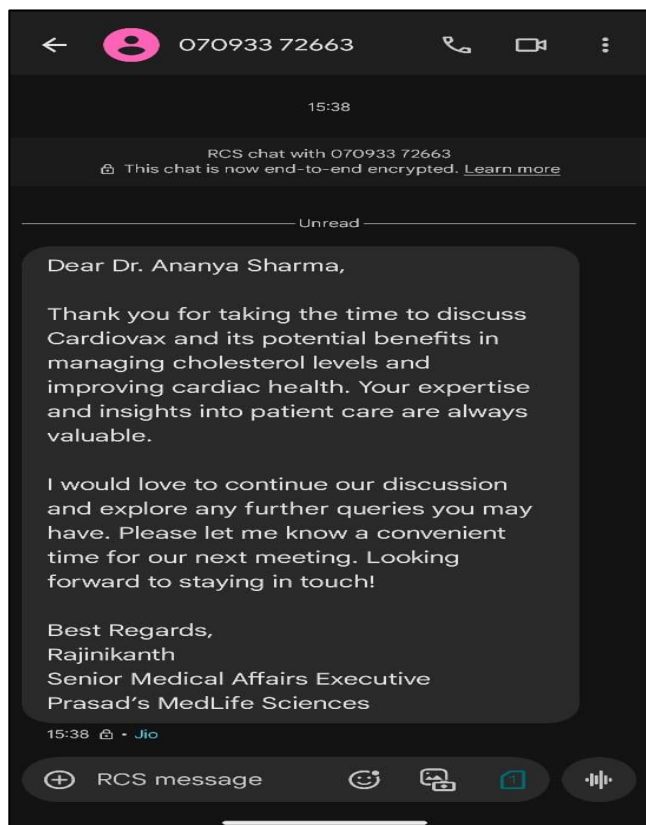 070933 72663
15:38
RCS chat with 070933 72663
This chat is now end-to-end encrypted. Learn more
Unread
Dear Dr. Ananya Sharma,
Thank you for taking the time to discuss
Cardiovax and its potential benefits in
managing cholesterol levels and
improving cardiac health. Your expertise
and insights into patient care are always
valuable.
I would love to continue our discussion
and explore any further queries you may
have. Please let me know a convenient
time for our next meeting. Looking
forward to staying in touch!
Best Regards,
Rajinikanth
Senior Medical Affairs Executive
Prasad’s MedLife Sciences
15:38 • Jio
RCS message 1